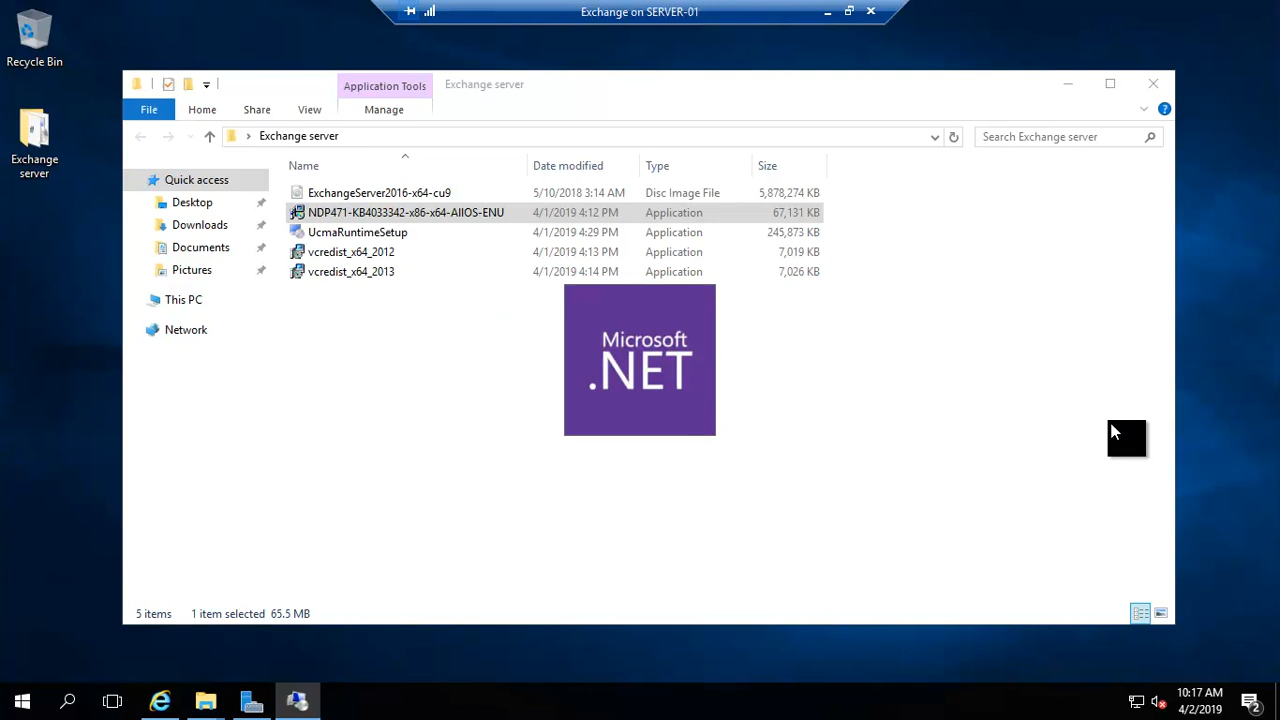 Exchange on SERVER-01
Recycle Bin
Exchange server
Application Tools
Exchange server
File
Home
Share
View
Manage
Exchange server
Search Exchange server
Name
Date modified
Type
Size
Quick access
Desktop
Downloads
Documents
Pictures
This PC
Network
ExchangeServer2016-x64-cu9 5/10/2018 3:14 AM Disc Image File 5,878,274 KB
NDP471-KB4033342-x86-x64-AllOS-ENU 4/1/2019 4:12 PM Application 67,131 KB
UcmaRuntimeSetup 4/1/2019 4:29 PM Application 245,873 KB
vcredist_x64_2012 4/1/2019 4:13 PM Application 7,019 KB
vcredist_x64_2013 4/1/2019 4:14 PM Application 7,026 KB
Microsoft
.NET
5 items 1 item selected 65.5 MB
10:17 AM
4/2/2019
2